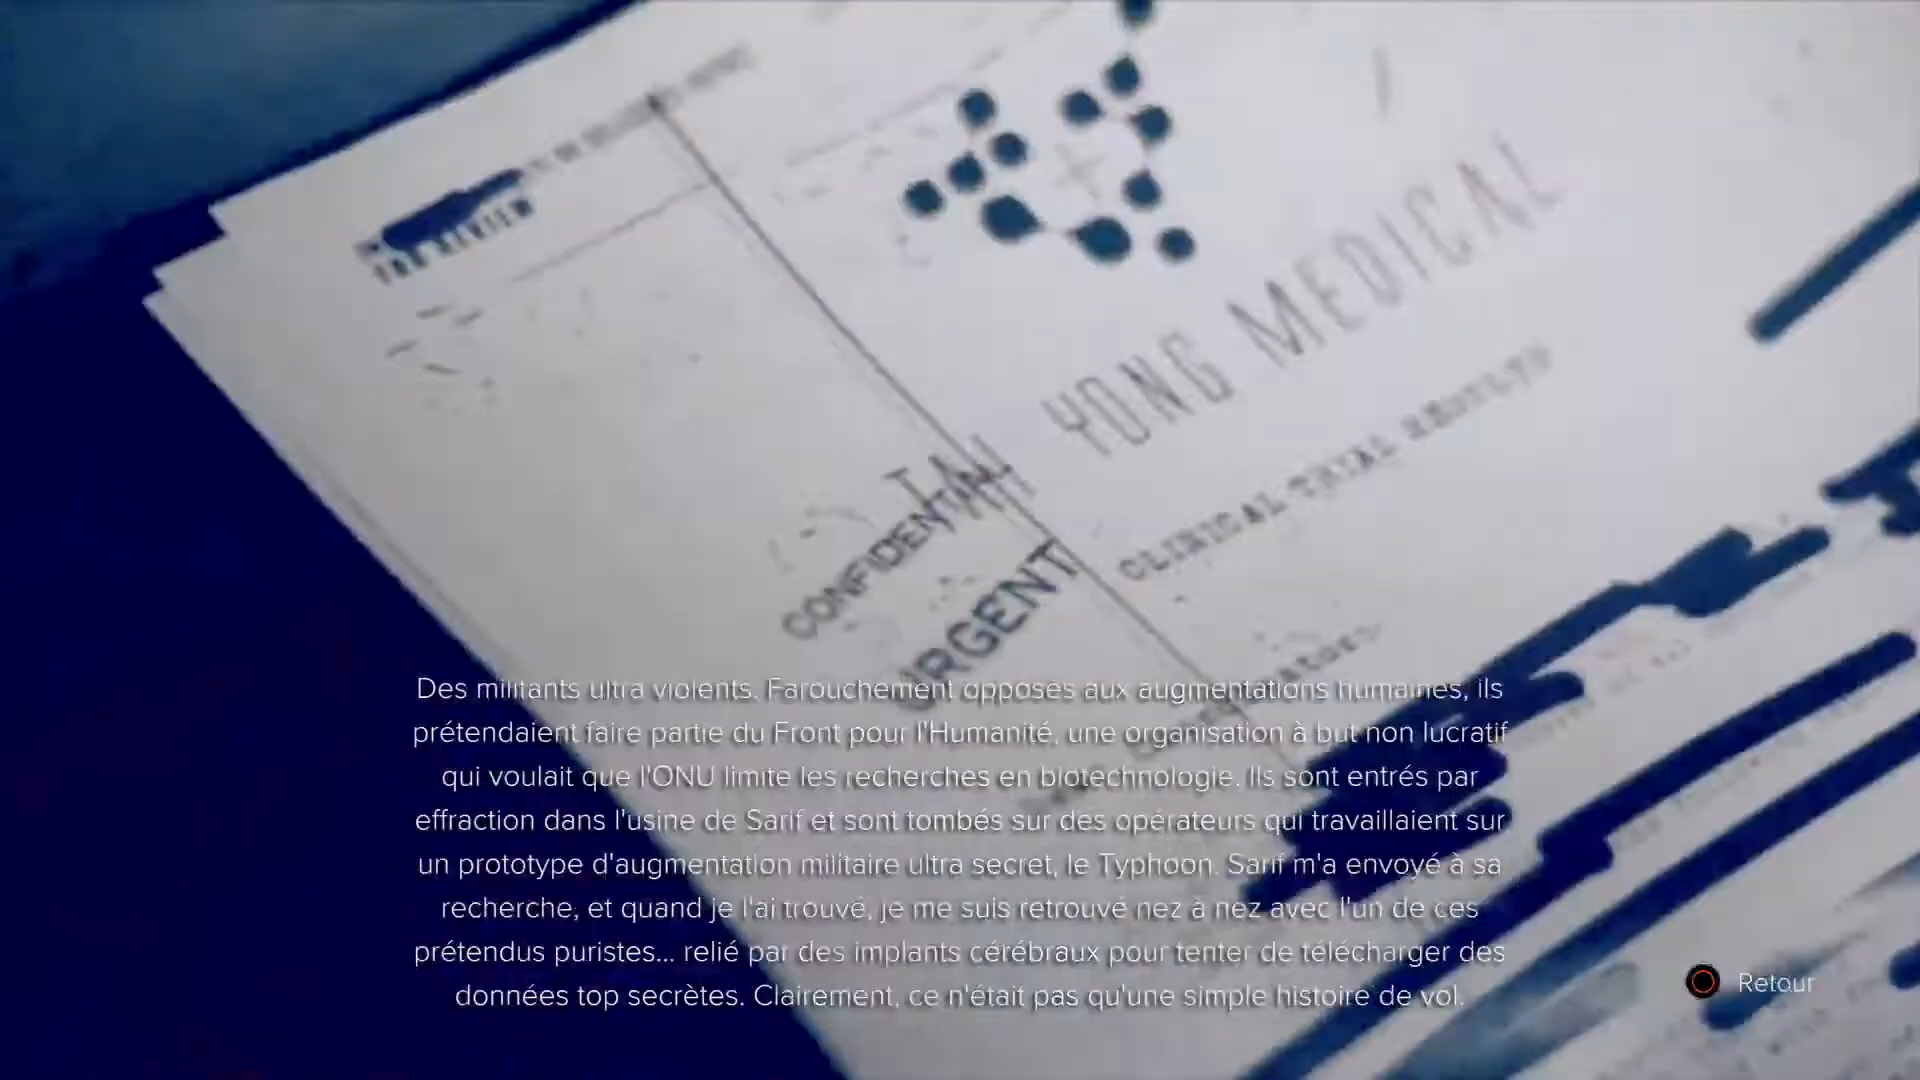 FOR REVIEW
TAI YONG MEDICAL
CLINICAL TRIAL RESULTS
CONFIDENTIAL
URGENT
Des militants ultra violents. Farouchement opposés aux augmentations humaines, ils
prétendaient faire partie du Front pour l'Humanité, une organisation à but non lucratif
qui voulait que l'ONU limite les recherches en biotechnologie. Ils sont entrés par
effraction dans l'usine de Sarif et sont tombés sur des opérateurs qui travaillaient sur
un prototype d'augmentation militaire ultra secret, le Typhoon. Sarif m'a envoyé à sa
recherche, et quand je l'ai trouvé, je me suis retrouvé nez à nez avec l'un de ces
prétendus puristes... relié par des implants cérébraux pour tenter de télécharger des
données top secrètes. Clairement, ce n'était pas qu'une simple histoire de vol.
Retour